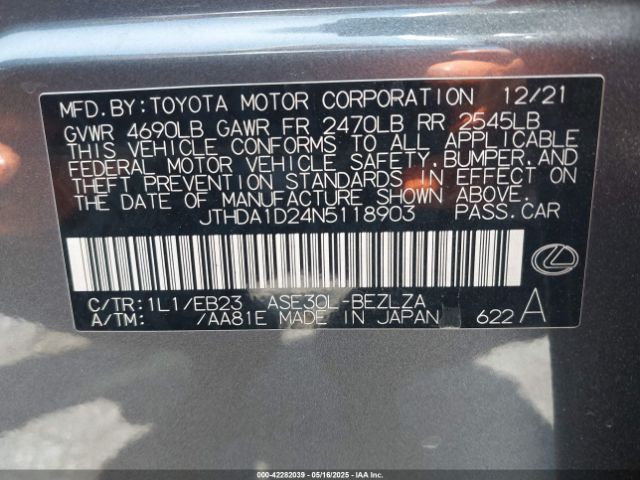 MFD.BY:TOYOTA MOTOR CORPORATION 12/21
GVWR 4690LB GAWR FR 2470LB RR 2545LB
THIS VEHICLE CONFORMS TO ALL APPLICABLE
FEDERAL MOTOR VEHICLE SAFETY,BUMPER,AND
THEFT PREVENTION STANDARDS IN EFFECT ON
THE DATE OF MANUFACTURE SHOWN ABOVE.
JTHDA1D24N5118903 PASS.CAR
C/TR:1L1/EB23 ASE30L-BEZLZA
A/TM: /AA81E MADE IN JAPAN 622 A
000-42282039 - 05/16/2025 - IAA Inc.